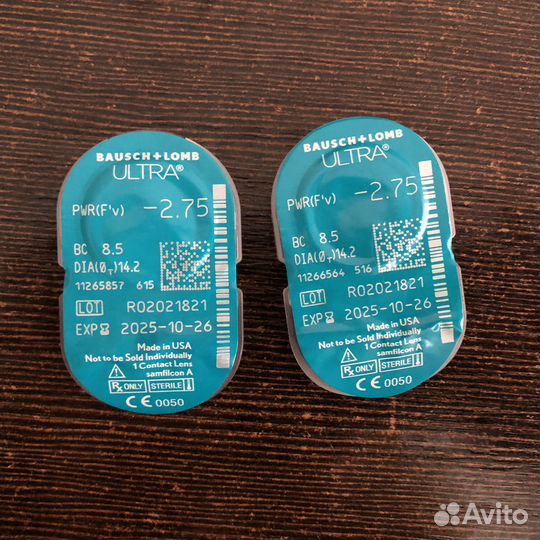 BAUSCH + LOMB
ULTRA®
PWR(F'v) -2.75
BC 8.5
DIA(Ø𝚃)14.2
11265857 615
LOT R02021821
EXP 2025-10-26
Made in USA
Not to be Sold Individually
1 Contact Lens
samfilcon A
Rx ONLY STERILE
CE 0050
BAUSCH + LOMB
ULTRA®
PWR(F'v) -2.75
BC 8.5
DIA(Ø𝚃)14.2
11266564 516
LOT R02021821
EXP 2025-10-26
Made in USA
Not to be Sold Individually
1 Contact Lens
samfilcon A
Rx ONLY STERILE
CE 0050
Avito